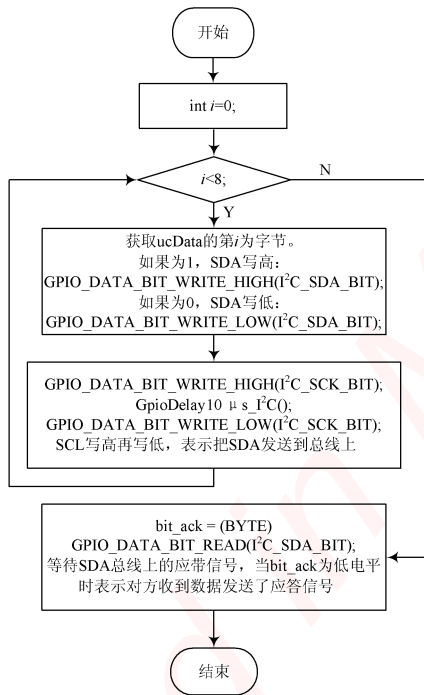 开始
int i=0;
i<8;
N
Y
获取ucData的第i为字节。
如果为1，SDA写高：
GPIO_DATA_BIT_WRITE_HIGH(I²C_SDA_BIT);
如果为0，SDA写低：
GPIO_DATA_BIT_WRITE_LOW(I²C_SDA_BIT);
GPIO_DATA_BIT_WRITE_HIGH(I²C_SCK_BIT);
GpioDelay10 μs_I²C();
GPIO_DATA_BIT_WRITE_LOW(I²C_SCK_BIT);
SCL写高再写低，表示把SDA发送到总线上
bit_ack = (BYTE)
GPIO_DATA_BIT_READ(I²C_SDA_BIT);
等待SDA总线上的应带信号，当bit_ack为低电平
时表示对方收到数据发送了应答信号
结束